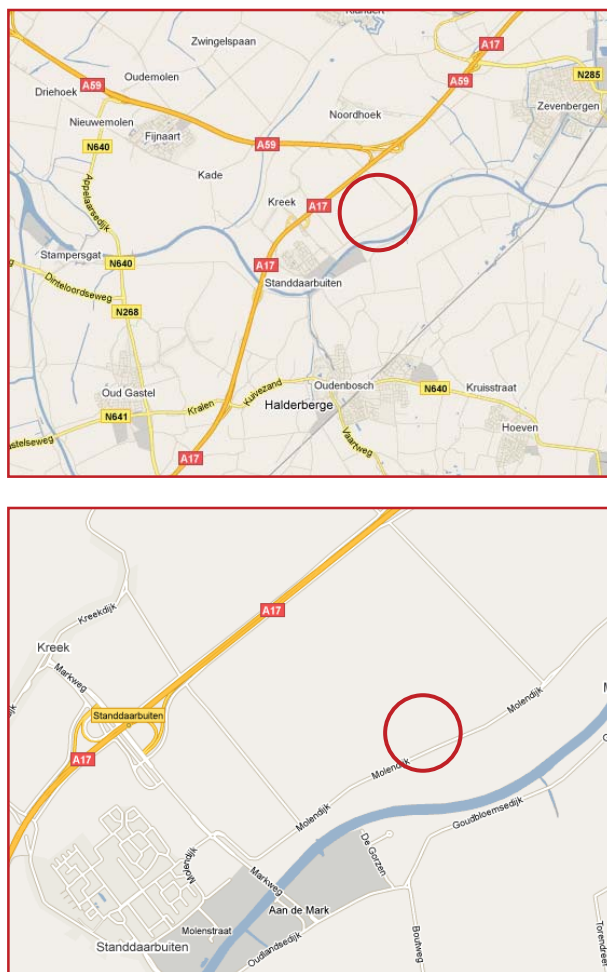 A17
Zwingelspaan
A59
N285
Oudemolen
A59
Driehoek
Zevenbergen
Noordhoek
Nieuwemolen
Fijnaart
N640
A59
Kade
Appelaarsedijk
Kreek
A17
Stampersgat
N640
A17
Standdaarbuiten
Dinteloordseweg
N268
Oudenbosch
N640
Kruisstraat
Oud Gastel
Kuivezand
Kralen
Halderberge
N641
Hoeven
Vaartweg
A17
A17
Kreekdijk
Kreek
Markweg
Molendijk
Standdaarbuiten
A17
Molendijk
Goudbloemsedijk
Molendijk
De Gorzen
Molendijk
Markweg
Aan de Mark
Molenstraat
Boutweg
Standdaarbuiten
Oudlandsedijk